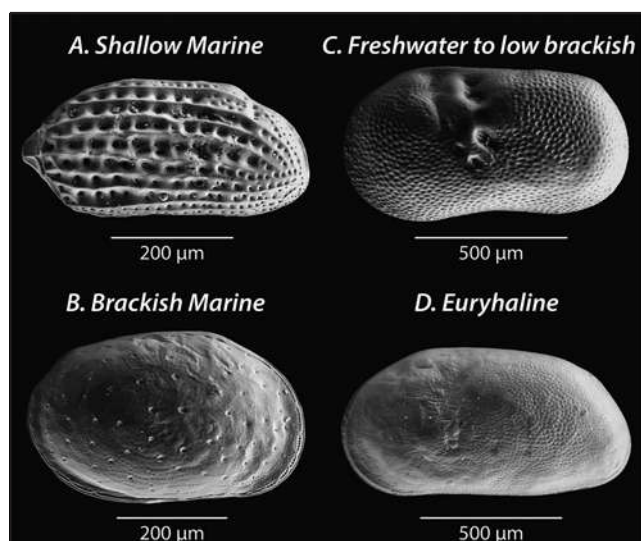 A. Shallow Marine
200 μm
C. Freshwater to low brackish
500 μm
B. Brackish Marine
200 μm
D. Euryhaline
500 μm